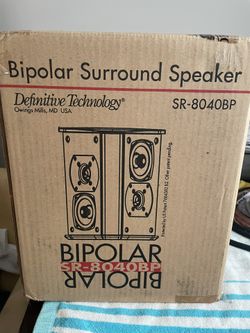 Bipolar Surround Speaker
Definitive Technology®
SR-8040BP
Owings Mills, MD USA
BIPOLAR
SR-8040BP
BIPOLAR